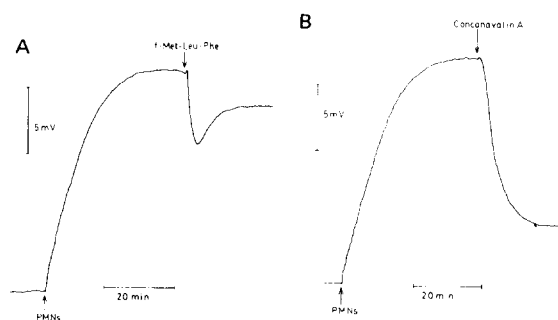 A
f-Met-Leu-Phe
5mV
20 min
PMNs
B
Concanavalin A
5mV
20 min
PMNs